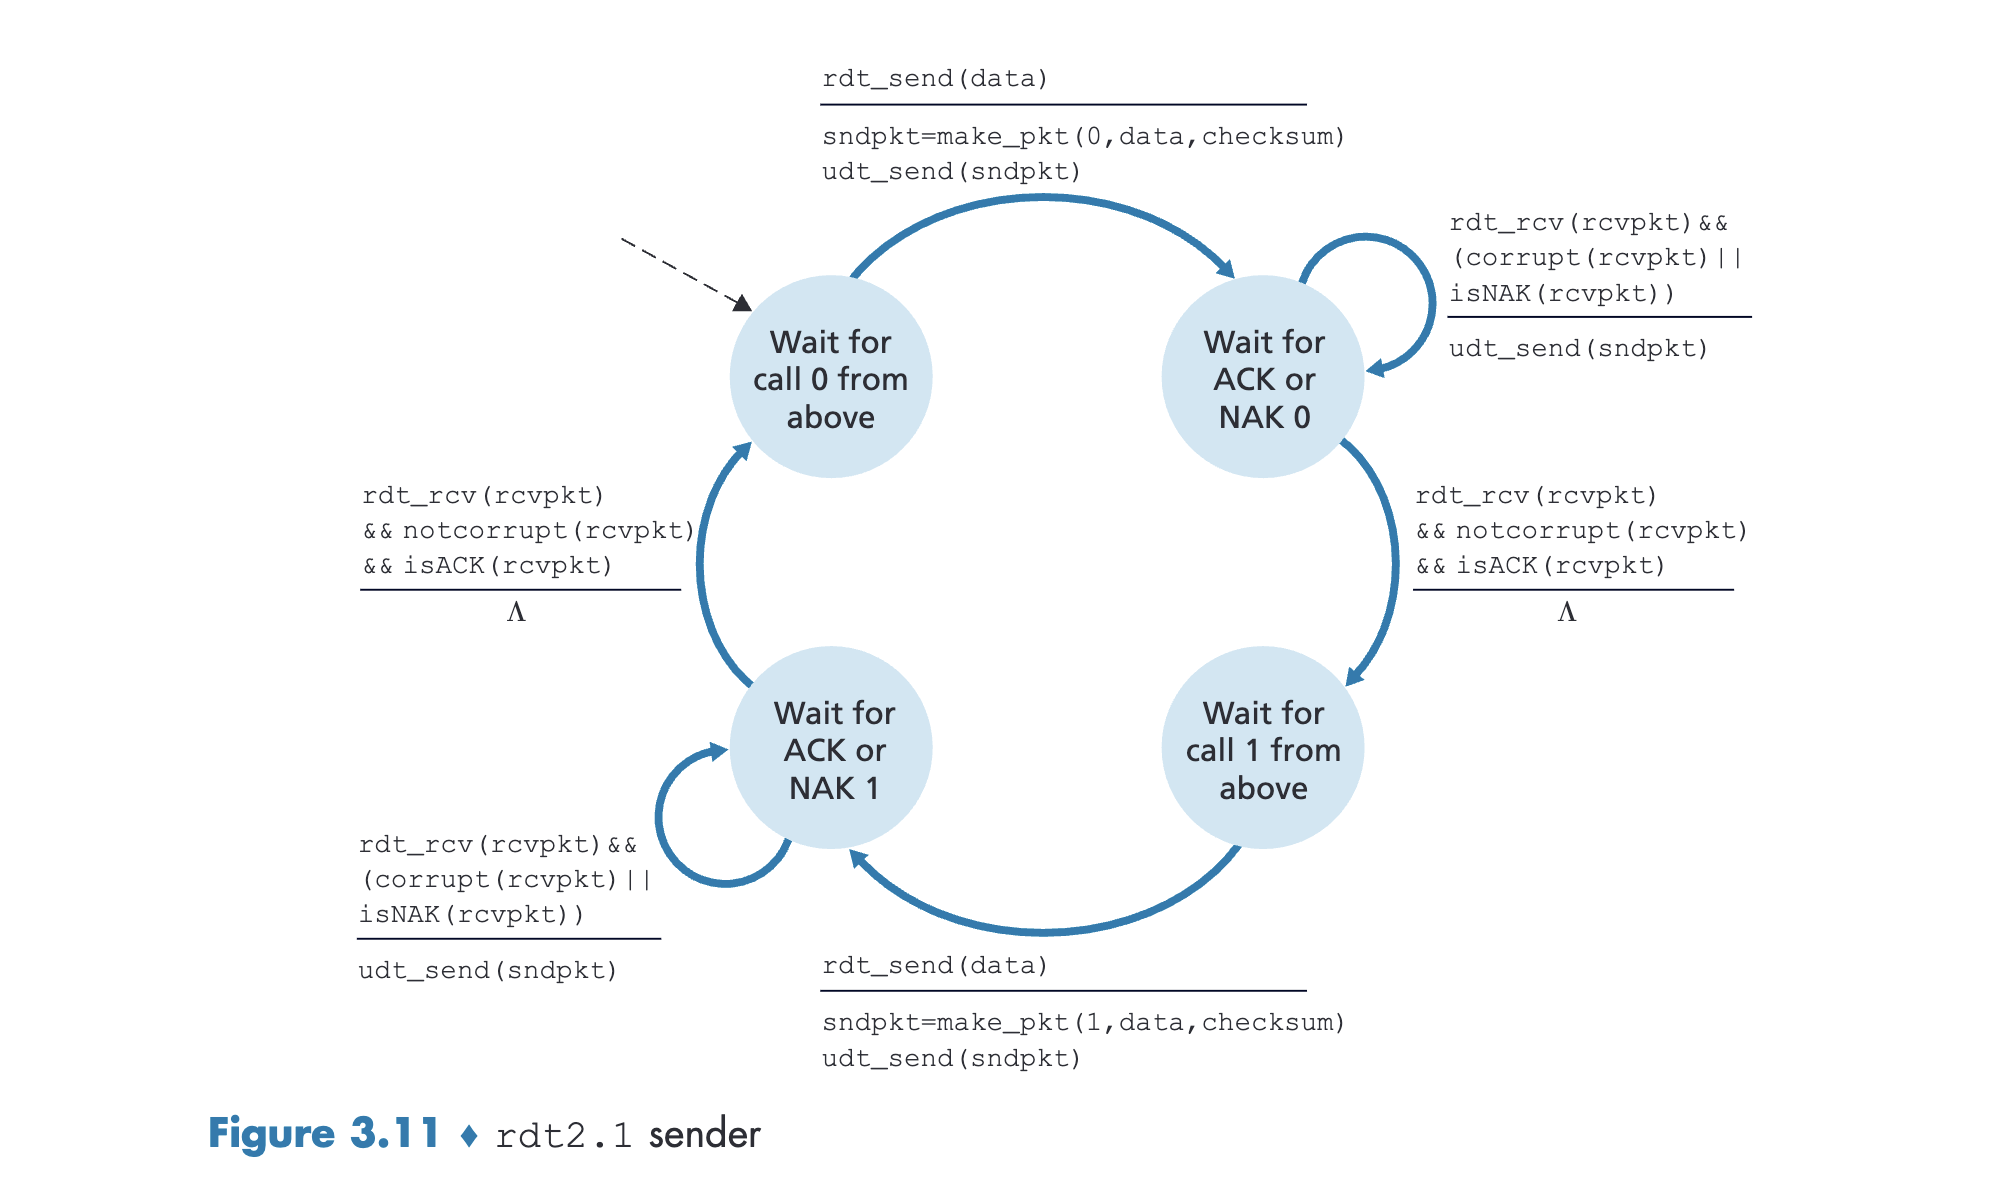 rdt_send(data)
sndpkt=make_pkt(0,data,checksum)
udt_send(sndpkt)
rdt_rcv(rcvpkt)&&
(corrupt(rcvpkt)||
isNAK(rcvpkt))
udt_send(sndpkt)
Wait for
call 0 from
above
Wait for
ACK or
NAK 0
rdt_rcv(rcvpkt)
&& notcorrupt(rcvpkt)
&& isACK(rcvpkt)
Λ
rdt_rcv(rcvpkt)
&& notcorrupt(rcvpkt)
&& isACK(rcvpkt)
Λ
Wait for
ACK or
NAK 1
Wait for
call 1 from
above
rdt_rcv(rcvpkt)&&
(corrupt(rcvpkt)||
isNAK(rcvpkt))
udt_send(sndpkt)
rdt_send(data)
sndpkt=make_pkt(1,data,checksum)
udt_send(sndpkt)
Figure 3.11 ♦ rdt2.1 sender